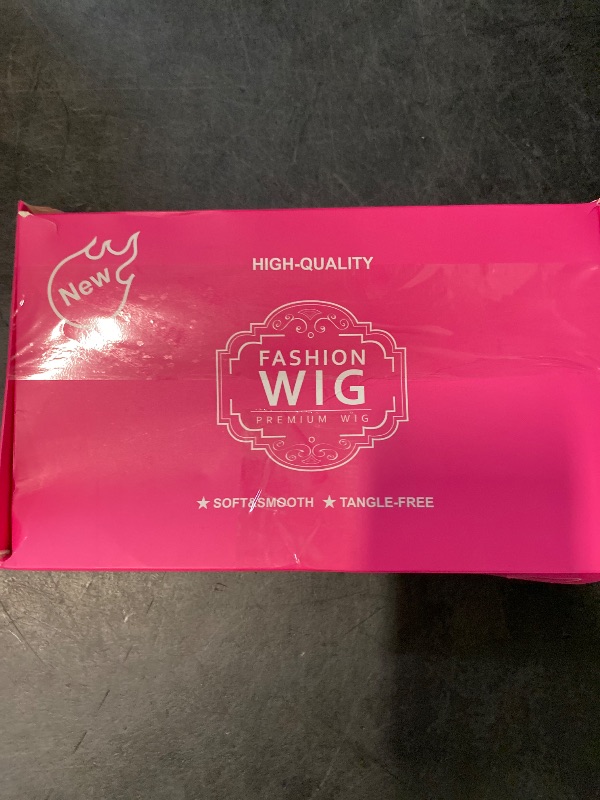 New
HIGH-QUALITY
FASHION
WIG
PREMIUM WIG
★ SOFT&SMOOTH ★ TANGLE-FREE